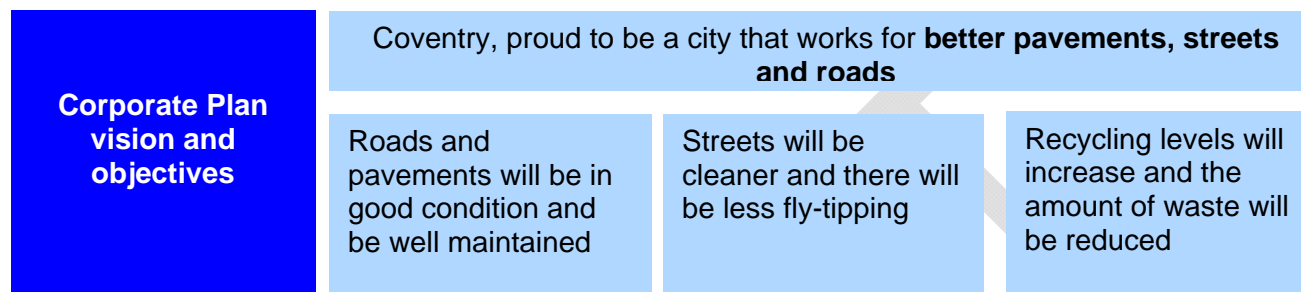 Corporate Plan
vision and
objectives
Coventry, proud to be a city that works for better pavements, streets
and roads
Roads and
pavements will be in
good condition and
be well maintained
Streets will be
cleaner and there will
be less fly-tipping
Recycling levels will
increase and the
amount of waste will
be reduced